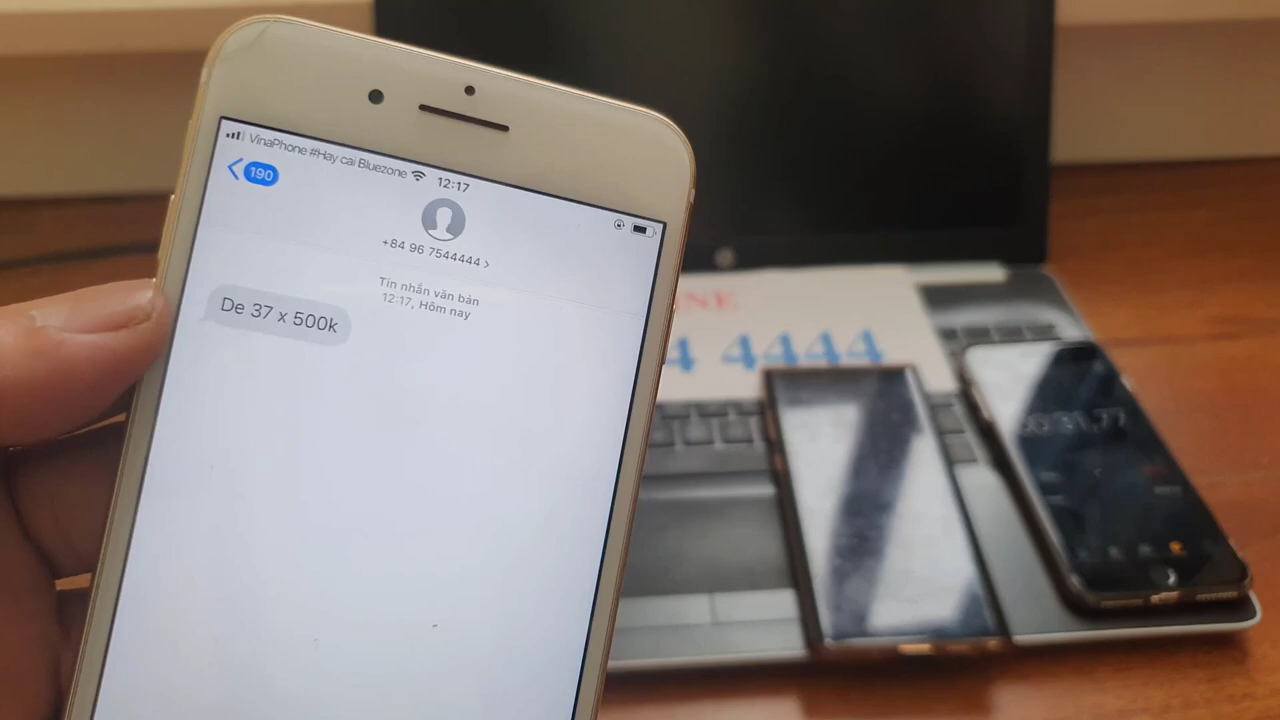 VinaPhone #Hay cai Bluezone
12:17
190
+84 96 7544444
Tin nhắn văn bản
12:17, Hôm nay
De 37 x 500k
NE
4 4444